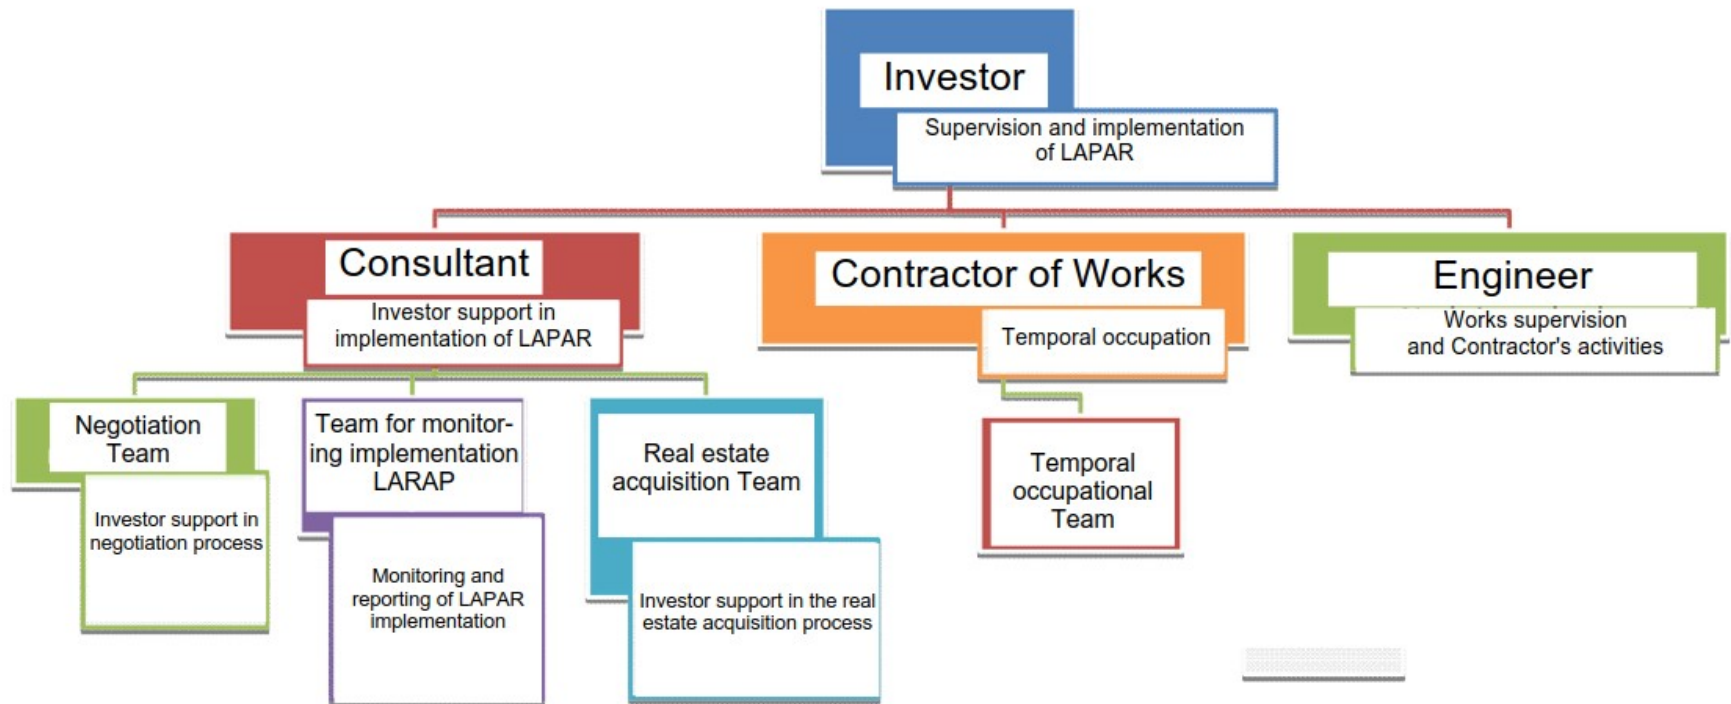 Investor
Supervision and implementation
of LAPAR
Consultant
Investor support in
implementation of LAPAR
Contractor of Works
Temporal occupation
Engineer
Works supervision
and Contractor's activities
Negotiation
Team
Investor support in
negotiation process
Team for monitor-
ing implementation
LARAP
Monitoring and
reporting of LAPAR
implementation
Real estate
acquisition Team
Investor support in the real
estate acquisition process
Temporal
occupational
Team